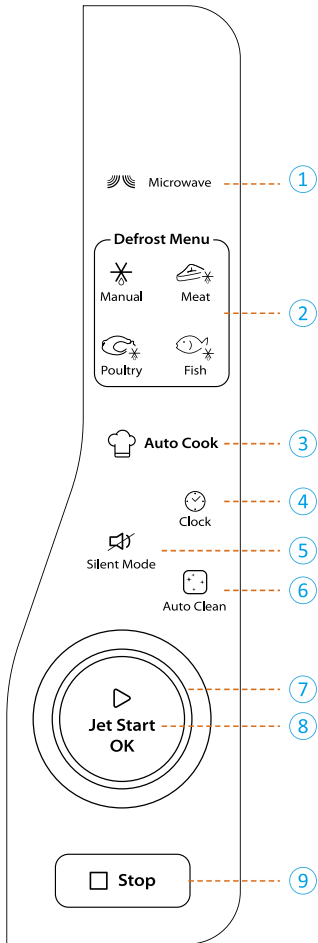 Microwave
1
Defrost Menu
Manual
Meat
2
Poultry
Fish
Auto Cook
3
4
Clock
5
Silent Mode
6
Auto Clean
7
Jet Start
8
OK
Stop
9